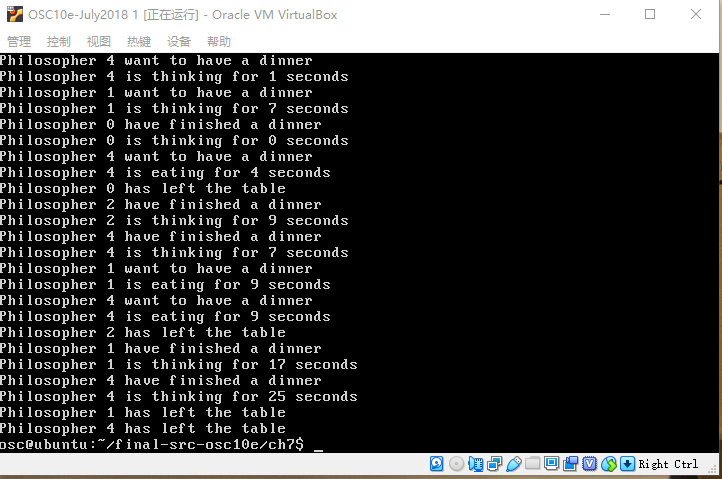 OSC10e-July2018 1 [正在运行] - Oracle VM VirtualBox
管理 控制 视图 热键 设备 帮助
Philosopher 4 want to have a dinner
Philosopher 4 is thinking for 1 seconds
Philosopher 1 want to have a dinner
Philosopher 1 is thinking for 7 seconds
Philosopher 0 have finished a dinner
Philosopher 0 is thinking for 0 seconds
Philosopher 4 want to have a dinner
Philosopher 4 is eating for 4 seconds
Philosopher 0 has left the table
Philosopher 2 have finished a dinner
Philosopher 2 is thinking for 9 seconds
Philosopher 4 have finished a dinner
Philosopher 4 is thinking for 7 seconds
Philosopher 1 want to have a dinner
Philosopher 1 is eating for 9 seconds
Philosopher 4 want to have a dinner
Philosopher 4 is eating for 9 seconds
Philosopher 2 has left the table
Philosopher 1 have finished a dinner
Philosopher 1 is thinking for 17 seconds
Philosopher 4 have finished a dinner
Philosopher 4 is thinking for 25 seconds
Philosopher 1 has left the table
Philosopher 4 has left the table
osc@ubuntu:~/final-src-osc10e/ch7$ _
Right Ctrl